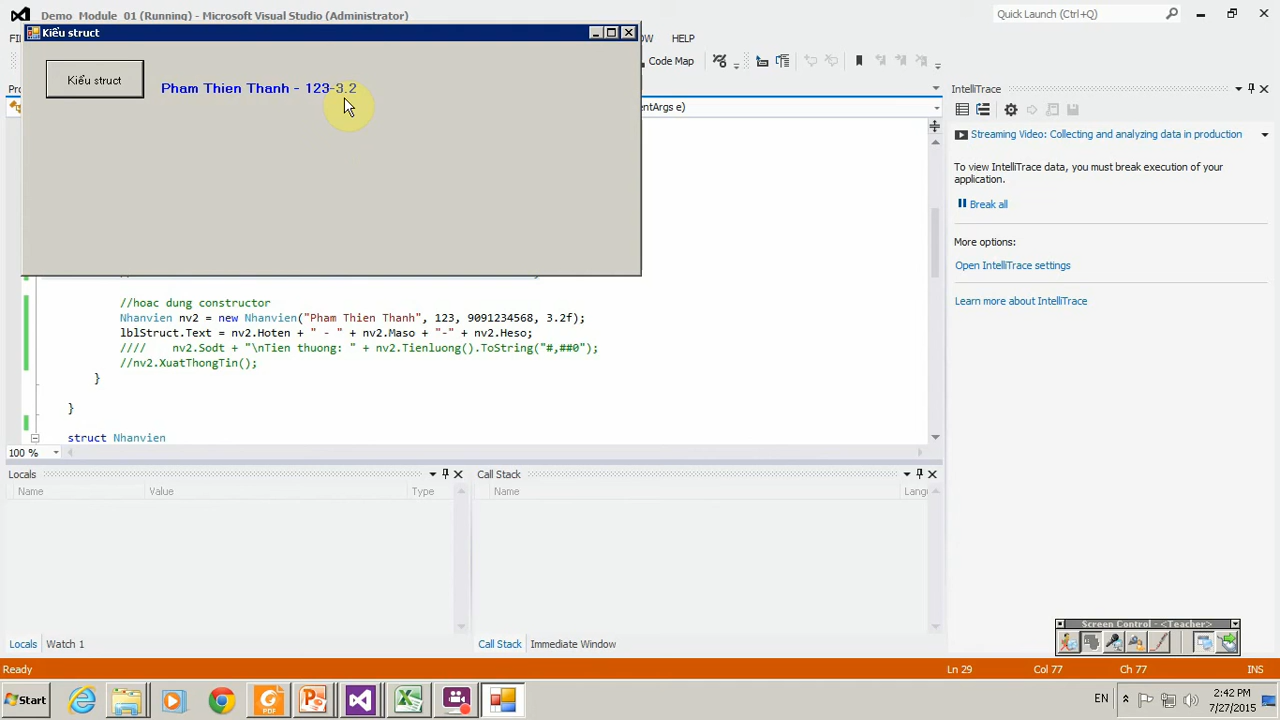 Demo_Module_01 (Running) - Microsoft Visual Studio (Administrator)
Quick Launch (Ctrl+Q)
Kiểu struct
HELP
Code Map
Kiểu struct
Pham Thien Thanh - 123-3.2
entArgs e)
IntelliTrace
Streaming Video: Collecting and analyzing data in production
To view IntelliTrace data, you must break execution of your
application.
Break all
More options:
Open IntelliTrace settings
Learn more about IntelliTrace
//hoac dung constructor
Nhanvien nv2 = new Nhanvien("Pham Thien Thanh", 123, 9091234568, 3.2f);
lblStruct.Text = nv2.Hoten + " - " + nv2.Maso + "-" + nv2.Heso;
//// nv2.Sodt + "\nTien thuong: " + nv2.Tienluong().ToString("#,##0");
//nv2.XuatThongTin();
}
}
struct Nhanvien
100 %
Locals
Name Value Type
Call Stack
Name Langu
Locals Watch 1
Call Stack Immediate Window
Screen Control - <Teacher>
Ready Ln 29 Col 77 Ch 77 INS
Start
EN
2:42 PM
7/27/2015